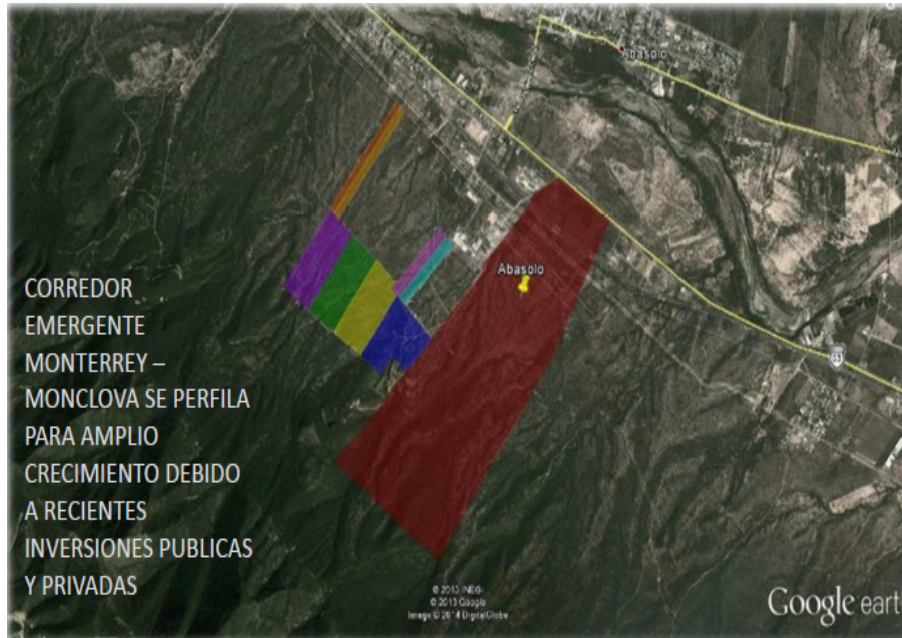 Abasolo
Abasolo
53
CORREDOR
EMERGENTE
MONTERREY –
MONCLOVA SE PERFILA
PARA AMPLIO
CRECIMIENTO DEBIDO
A RECIENTES
INVERSIONES PUBLICAS
Y PRIVADAS
© 2013 INEGI
© 2013 Google
Image © 2014 DigitalGlobe
Google earth